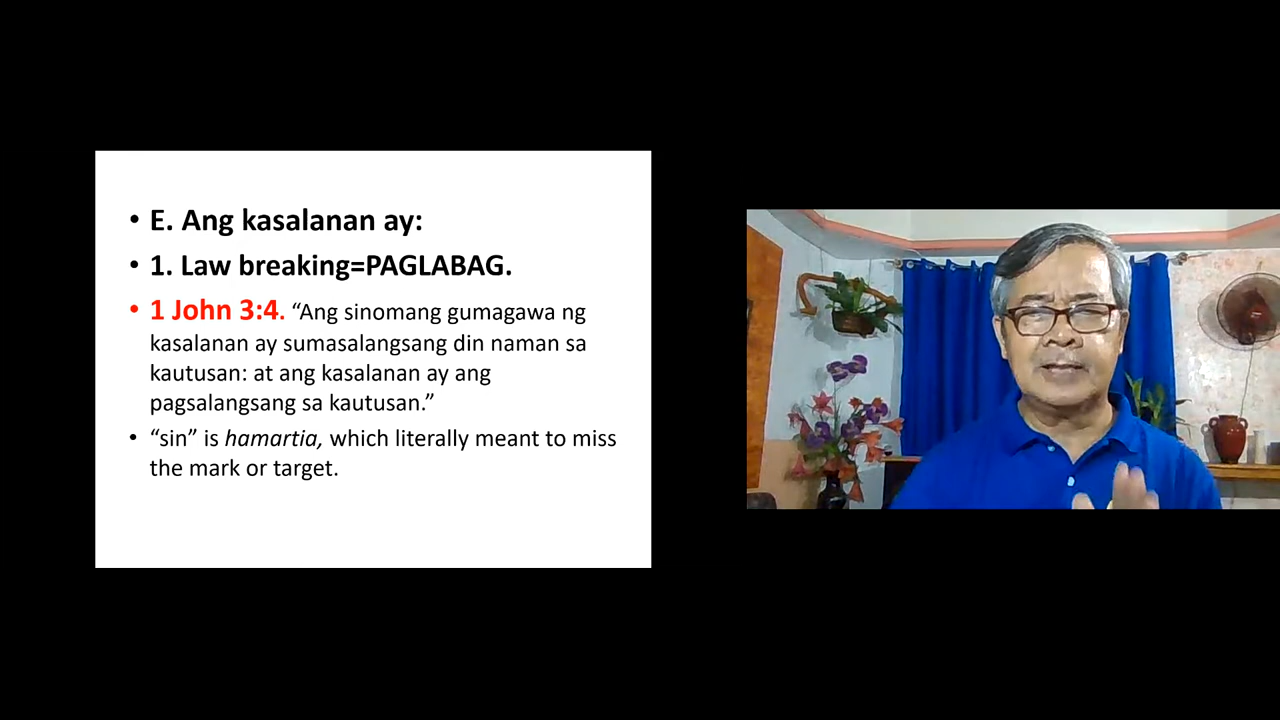 • E. Ang kasalanan ay:
• 1. Law breaking=PAGLABAG.
• 1 John 3:4. “Ang sinomang gumagawa ng
kasalanan ay sumasalangsang din naman sa
kautusan: at ang kasalanan ay ang
pagsalangsang sa kautusan.”
• “sin” is hamartia, which literally meant to miss
the mark or target.